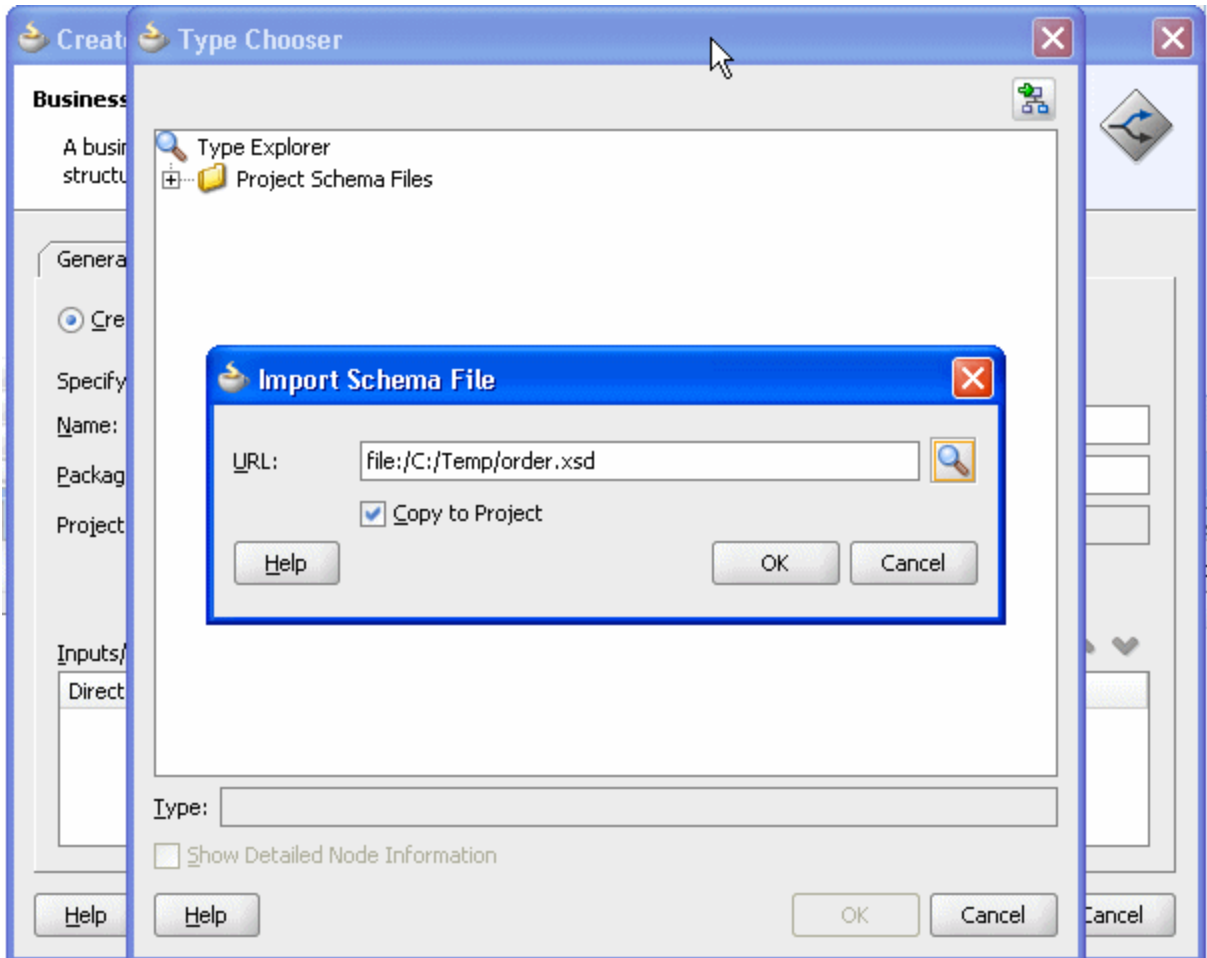 Creat
Type Chooser
Business
A busin
structu
Type Explorer
Project Schema Files
Genera
Cre
Specify
Name:
Packag
Project
Import Schema File
URL:
file:/C:/Temp/order.xsd
Copy to Project
Help
OK
Cancel
Inputs/
Direct
Type:
Show Detailed Node Information
Help
Help
OK
Cancel
Cancel